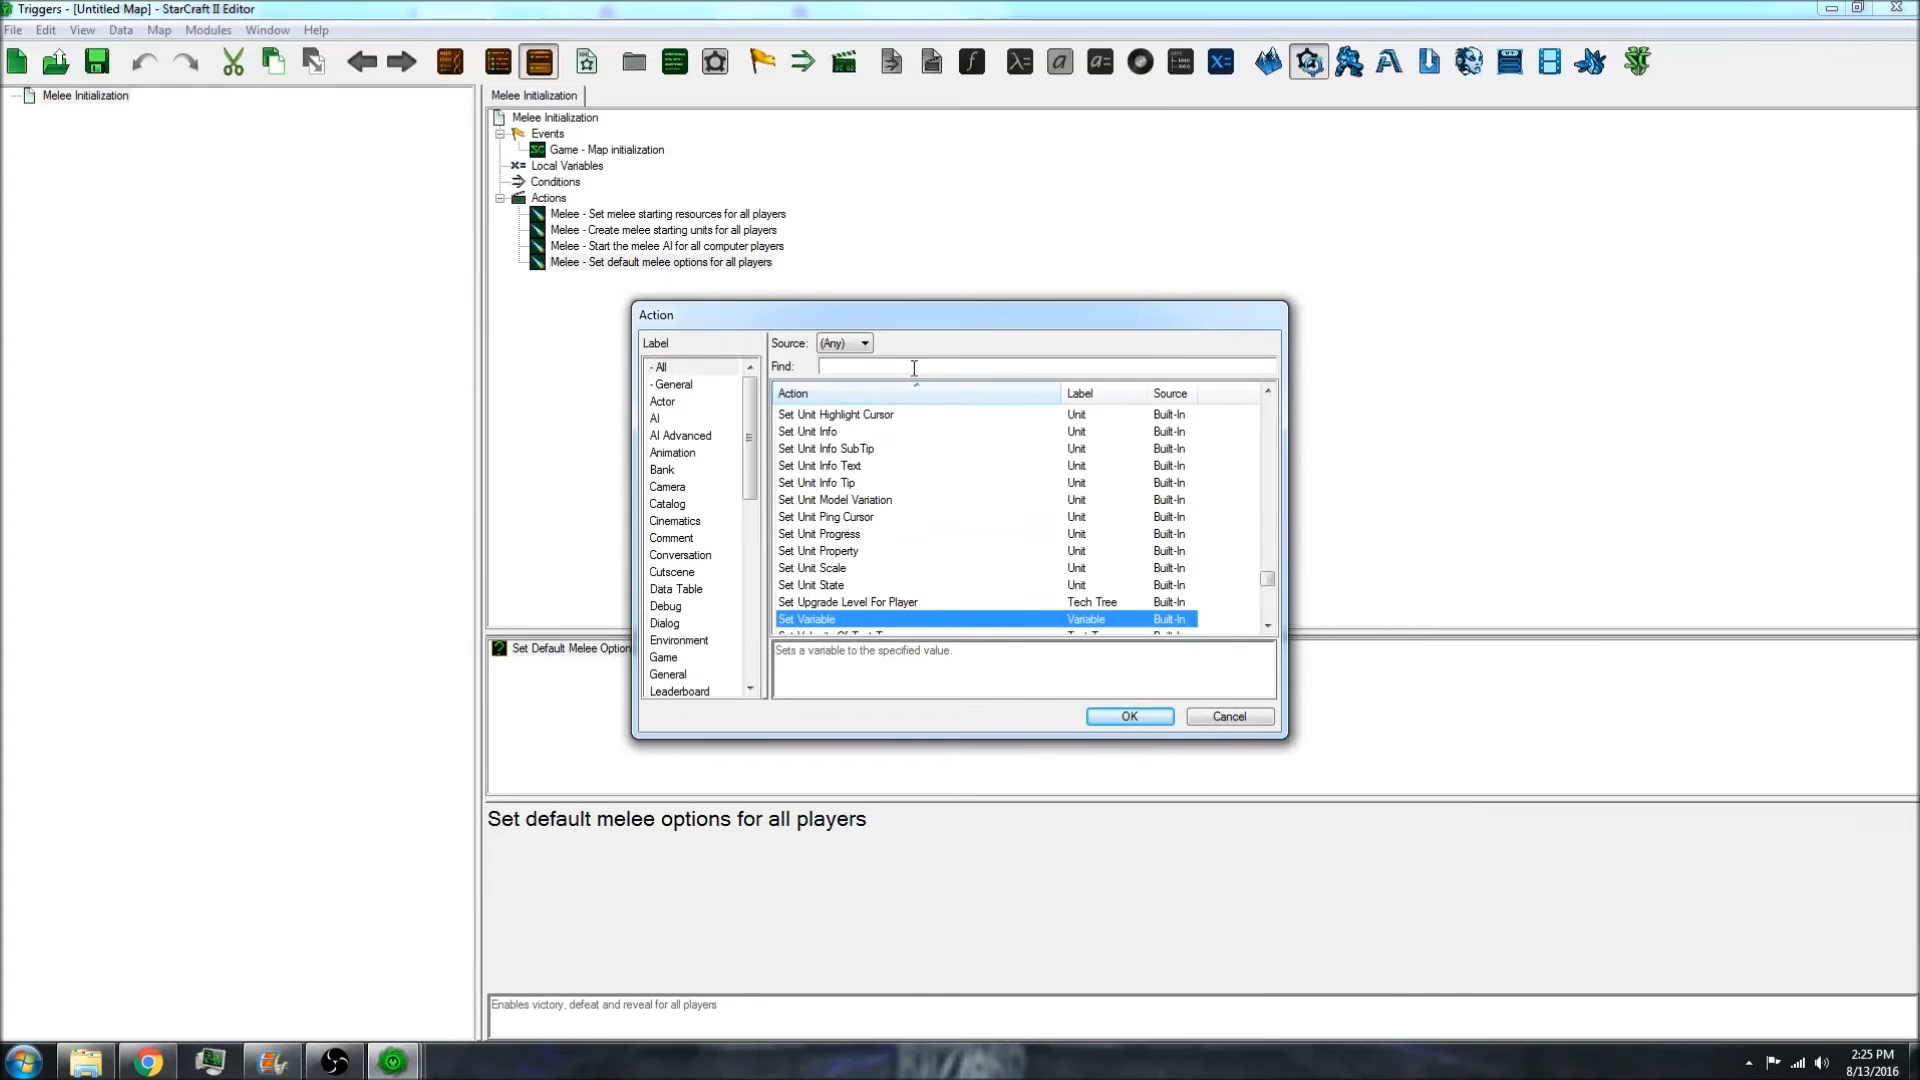 Triggers - [Untitled Map] - StarCraft II Editor
File Edit View Data Map Modules Window Help
Melee Initialization
Melee Initialization
Melee Initialization
Events
Game - Map initialization
Local Variables
Conditions
Actions
Melee - Set melee starting resources for all players
Melee - Create melee starting units for all players
Melee - Start the melee AI for all computer players
Melee - Set default melee options for all players
Action
Label
Source: (Any)
Find:
- All
- General
Actor
AI
AI Advanced
Animation
Bank
Camera
Catalog
Cinematics
Comment
Conversation
Cutscene
Data Table
Debug
Dialog
Environment
Game
General
Leaderboard
Action Label Source
Set Unit Highlight Cursor Unit Built-In
Set Unit Info Unit Built-In
Set Unit Info SubTip Unit Built-In
Set Unit Info Text Unit Built-In
Set Unit Info Tip Unit Built-In
Set Unit Model Variation Unit Built-In
Set Unit Ping Cursor Unit Built-In
Set Unit Progress Unit Built-In
Set Unit Property Unit Built-In
Set Unit Scale Unit Built-In
Set Unit State Unit Built-In
Set Upgrade Level For Player Tech Tree Built-In
Set Variable Variable Built-In
Sets a variable to the specified value.
OK Cancel
Set Default Melee Option
Set default melee options for all players
Enables victory, defeat and reveal for all players
2:25 PM
8/13/2016